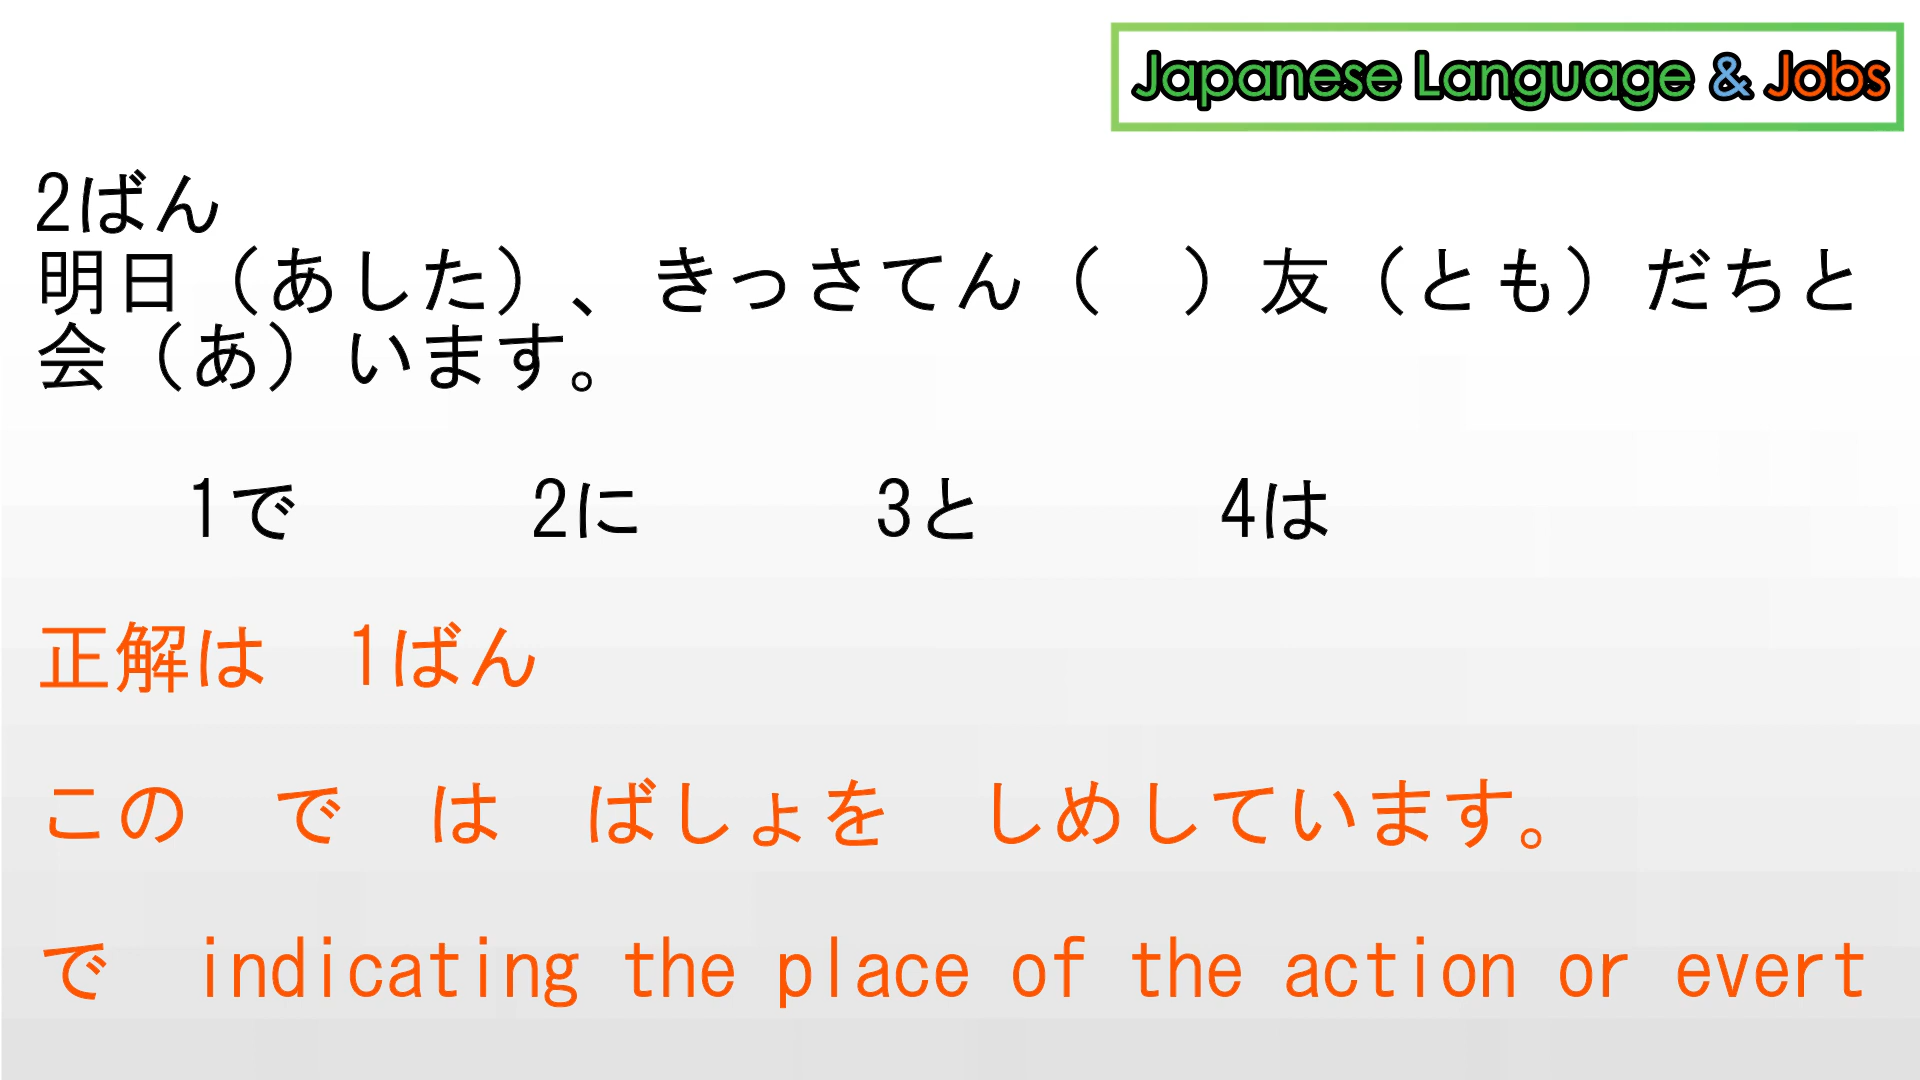 Japanese Language & Jobs
2ばん
明日（あした）、きっさてん（　）友（とも）だちと
会（あ）います。
1で　2に　3と　4は
正解は　1ばん
この　で　は　ばしょを　しめしています。
で　indicating the place of the action or evert